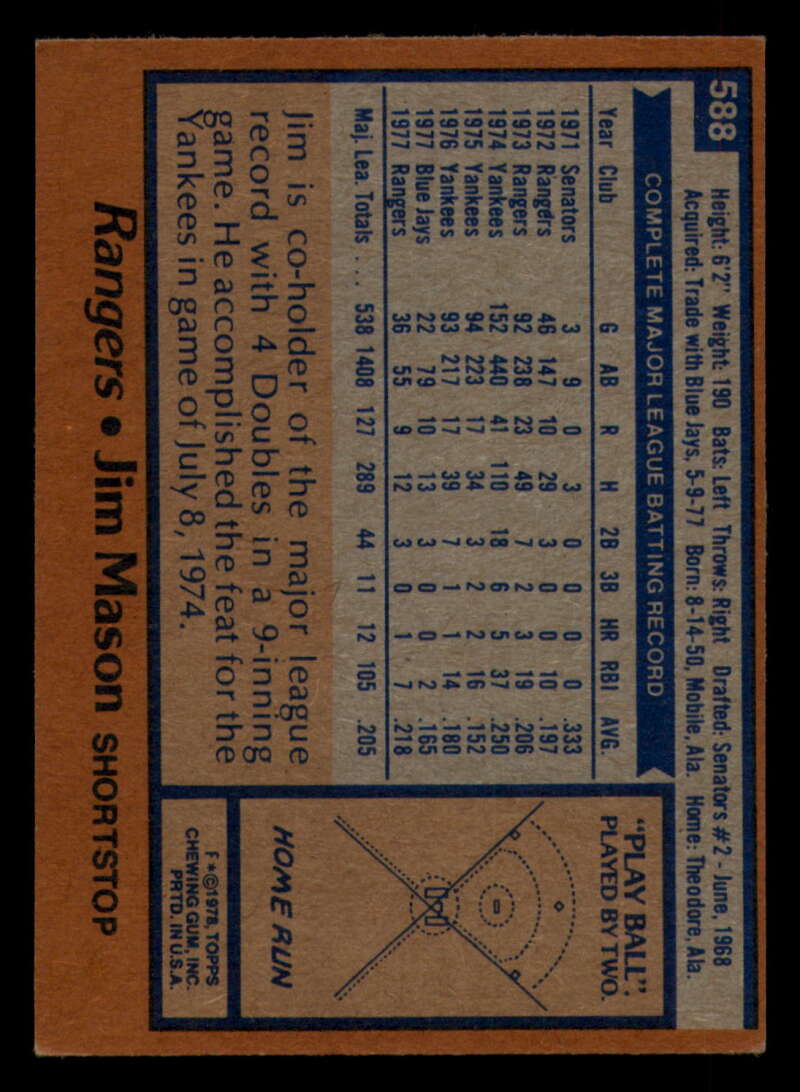 588
Height: 6'2" Weight: 190 Bats: Left Throws: Right Drafted: Senators #2 - June, 1968
Acquired: Trade with Blue Jays, 5-9-77 Born: 8-14-50, Mobile, Ala. Home: Theodore, Ala.
COMPLETE MAJOR LEAGUE BATTING RECORD
Year Club G AB R H 2B 3B HR RBI AVG.
1971 Senators 3 9 0 3 0 0 0 0 .333
1972 Rangers 46 147 10 29 3 0 0 10 .197
1973 Rangers 92 238 23 49 7 2 3 19 .206
1974 Yankees 152 440 41 110 18 6 5 37 .250
1975 Yankees 94 223 17 34 3 2 2 16 .152
1976 Yankees 93 217 17 39 7 1 1 14 .180
1977 Blue Jays 22 79 10 13 3 0 0 2 .165
1977 Rangers 36 55 9 12 3 0 1 7 .218
Maj. Lea. Totals . . . 538 1408 127 289 44 11 12 105 .205
Jim is co-holder of the major league
record with 4 Doubles in a 9-inning
game. He accomplished the feat for the
Yankees in game of July 8, 1974.
"PLAY BALL":
PLAYED BY TWO.
HOME RUN
F*©1978, TOPPS
CHEWING GUM, INC.
PRTD. IN U.S.A.
Rangers • Jim Mason SHORTSTOP